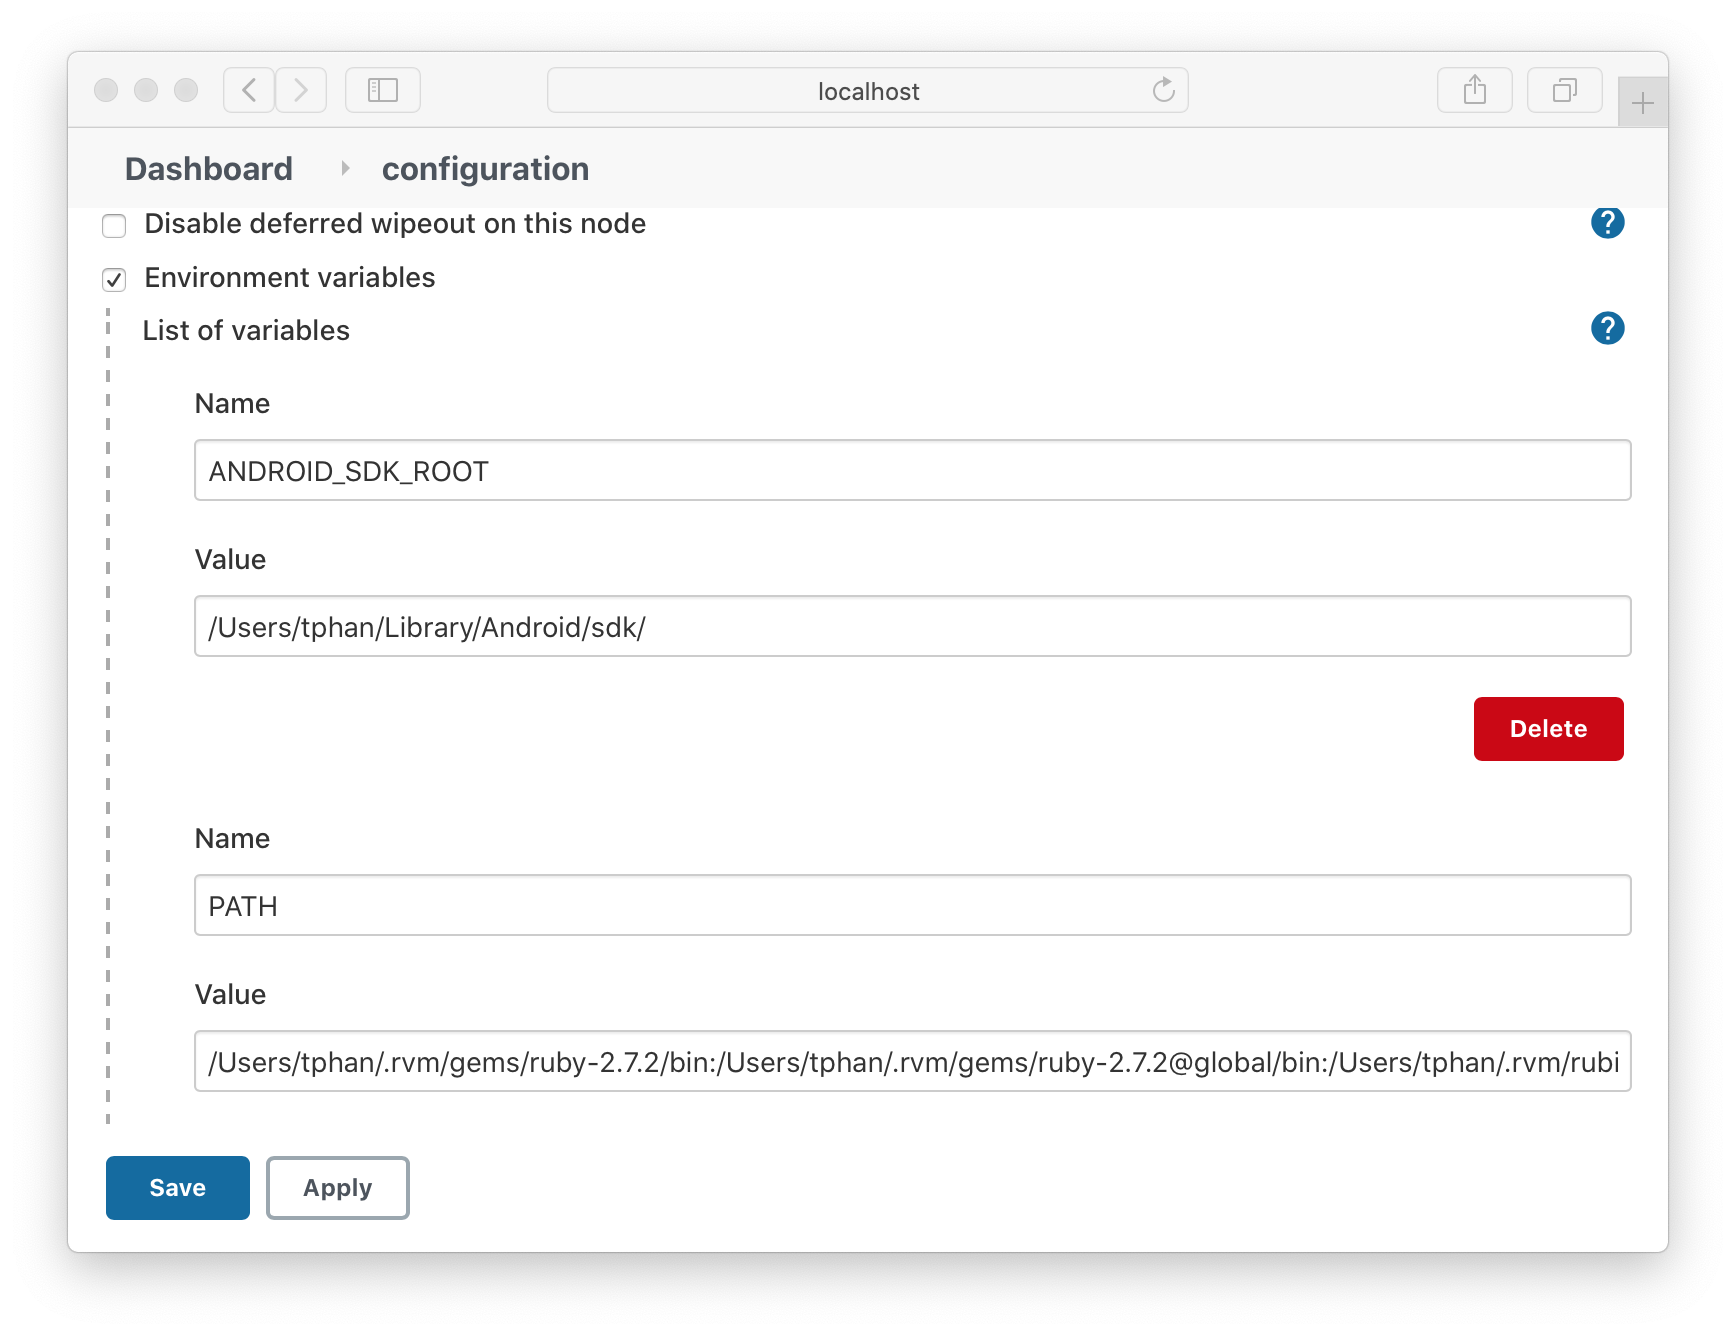 localhost
Dashboard configuration
Disable deferred wipeout on this node ?
Environment variables
List of variables ?
Name
ANDROID_SDK_ROOT
Value
/Users/tphan/Library/Android/sdk/
Delete
Name
PATH
Value
/Users/tphan/.rvm/gems/ruby-2.7.2/bin:/Users/tphan/.rvm/gems/ruby-2.7.2@global/bin:/Users/tphan/.rvm/rubi
Save Apply